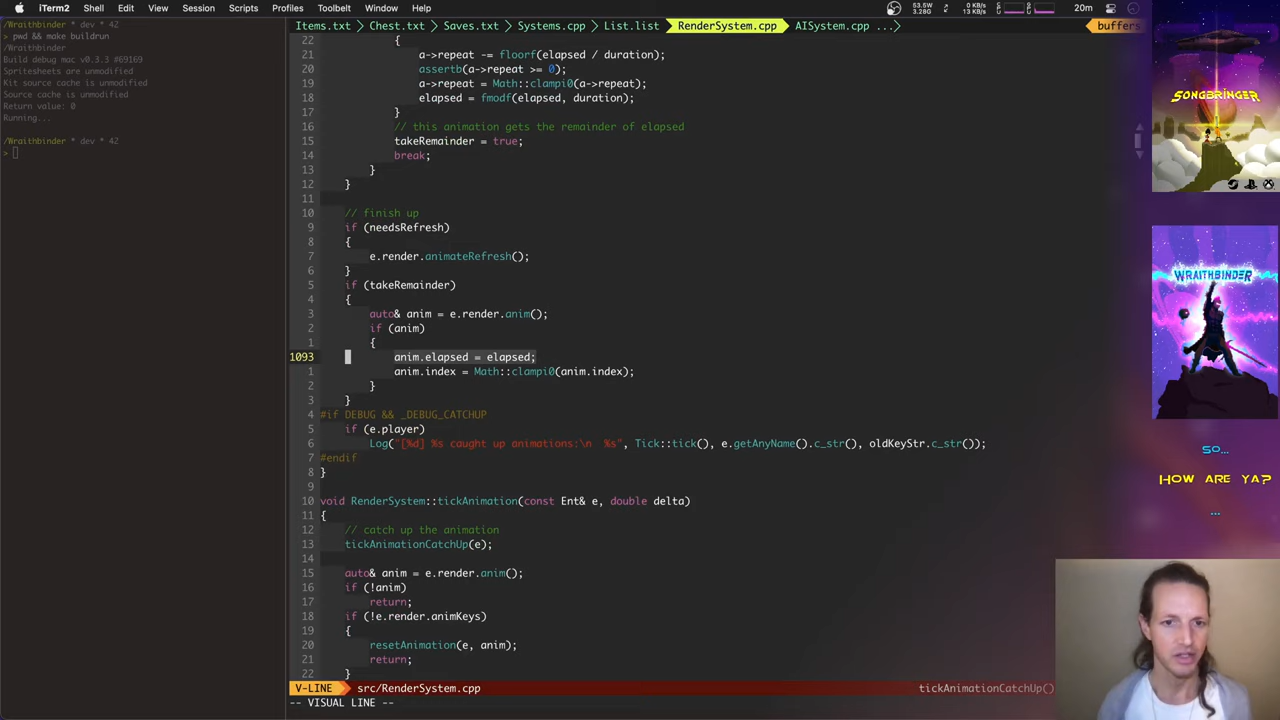 iTerm2 Shell Edit View Session Scripts Profiles Toolbelt Window Help
53.5W 3.28G 0 KB/s 13 KB/s 20m
/Wraithbinder * dev * 42
> pwd && make buildrun
/Wraithbinder
Build debug mac v0.3.3 #69169
Spritesheets are unmodified
Kit source cache is unmodified
Source cache is unmodified
Return value: 0
Running...
/Wraithbinder * dev * 42
>
Items.txt > Chest.txt > Saves.txt > Systems.cpp > List.list RenderSystem.cpp AISystem.cpp ... buffers
22 {
21 a->repeat -= floorf(elapsed / duration);
20 assertb(a->repeat >= 0);
19 a->repeat = Math::clampi0(a->repeat);
18 elapsed = fmodf(elapsed, duration);
17 }
16 // this animation gets the remainder of elapsed
15 takeRemainder = true;
14 break;
13 }
12 }
11
10 // finish up
9 if (needsRefresh)
8 {
7 e.render.animateRefresh();
6 }
5 if (takeRemainder)
4 {
3 auto& anim = e.render.anim();
2 if (anim)
1 {
1093 anim.elapsed = elapsed;
1 anim.index = Math::clampi0(anim.index);
2 }
3 }
4 #if DEBUG && _DEBUG_CATCHUP
5 if (e.player)
6 Log("[%d] %s caught up animations:\n  %s", Tick::tick(), e.getAnyName().c_str(), oldKeyStr.c_str());
7 #endif
8 }
9
10 void RenderSystem::tickAnimation(const Ent& e, double delta)
11 {
12 // catch up the animation
13 tickAnimationCatchUp(e);
14
15 auto& anim = e.render.anim();
16 if (!anim)
17 return;
18 if (!e.render.animKeys)
19 {
20 resetAnimation(e, anim);
21 return;
22 }
V-LINE src/RenderSystem.cpp tickAnimationCatchUp()
-- VISUAL LINE --
SONGBRINGER
WRAITHBINDER
SO...
HOW ARE YA?
...